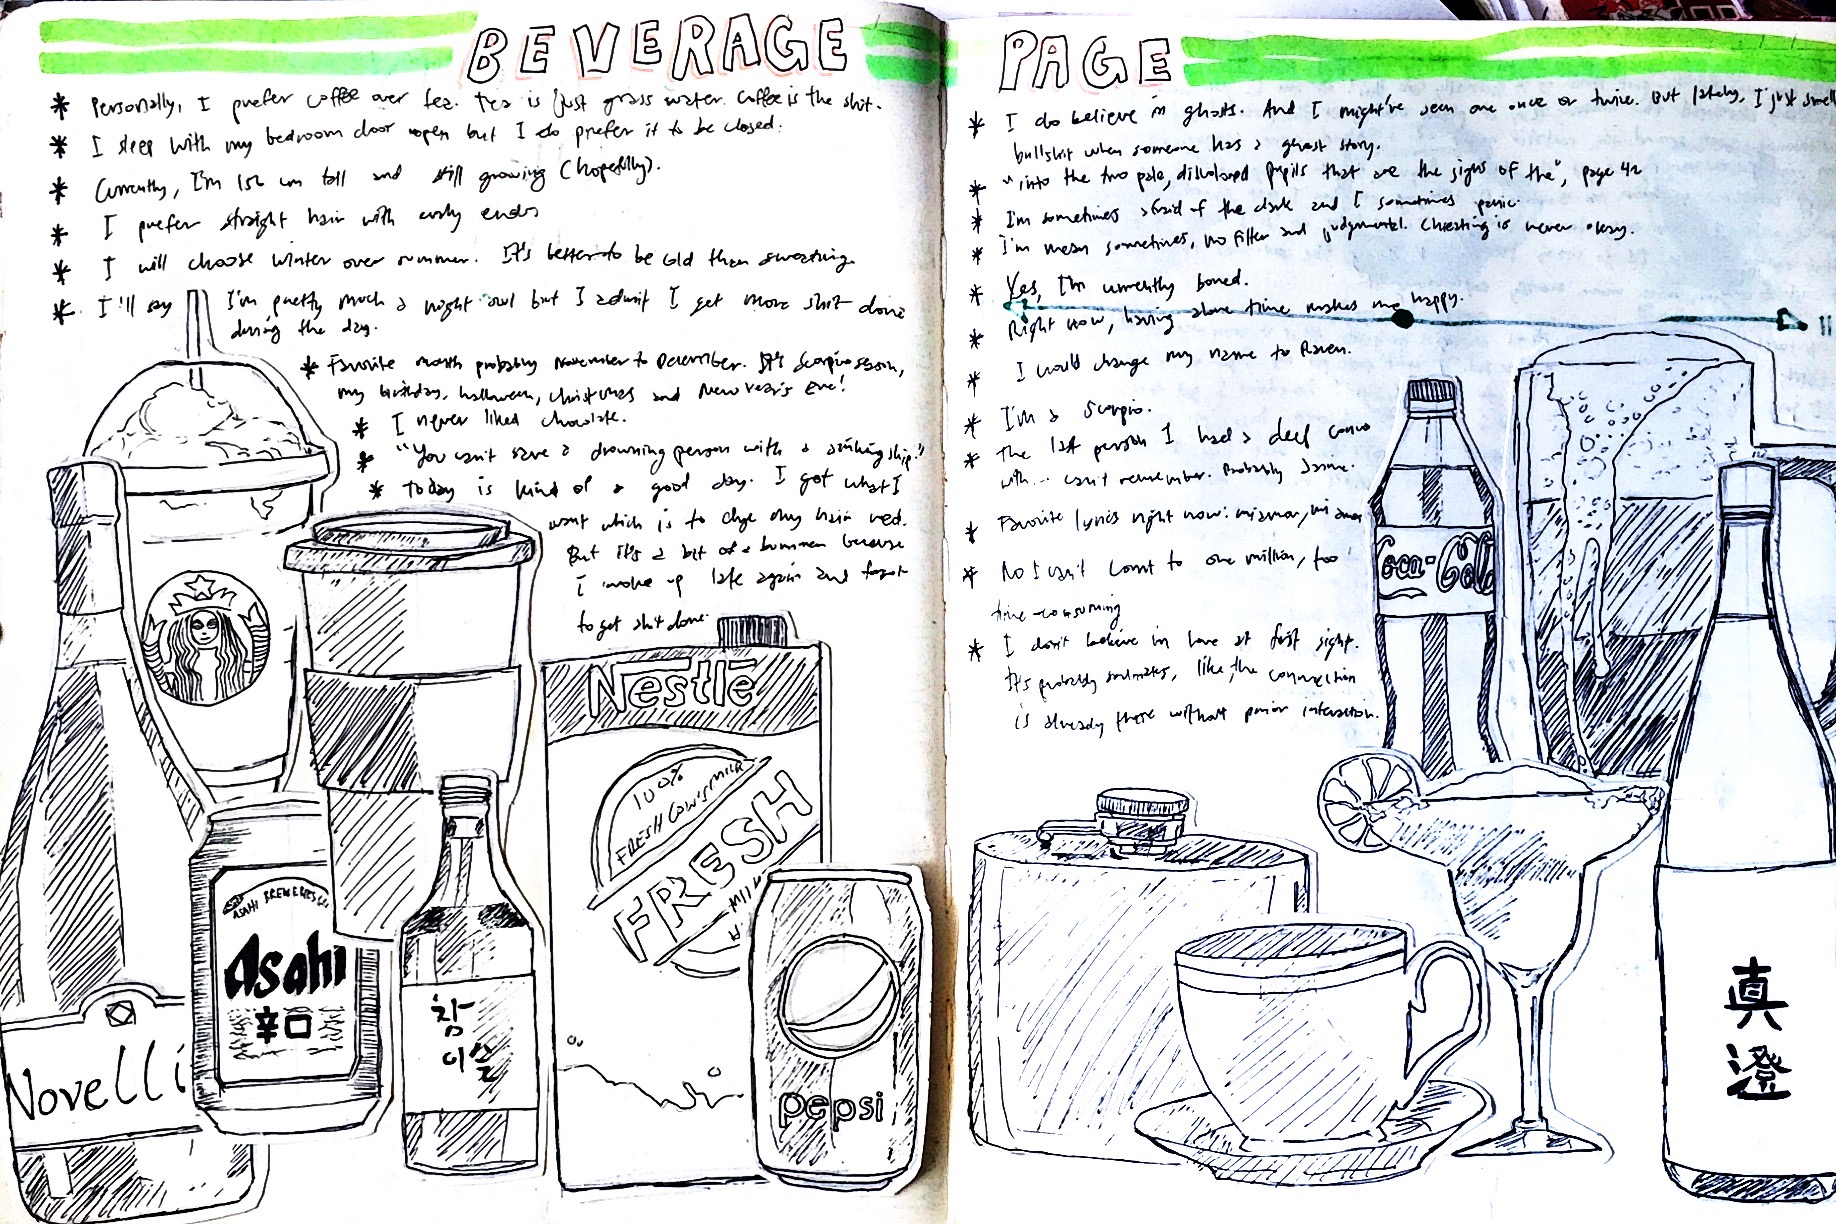 BEVERAGE PAGE
* Personally, I prefer coffee over tea. Tea is just grass water. Coffee is the shit.
* I sleep with my bedroom door open but I do prefer it to be closed.
* Currently, I'm 156 cm tall and still growing (hopefully).
* I prefer straight hair with curly ends
* I will choose winter over summer. It's better to be cold than sweating.
* I'll say I'm pretty much a night owl but I admit I get more shit done
during the day.
* Favorite month probably November to December. It's Scorpio season,
my birthday, halloween, christmas and New Year's Eve!
* I never liked chocolate.
* "You can't save a drowning person with a sinking ship."
* Today is kind of a good day. I got what I
want which is to dye my hair red.
But it's a bit of a bummer because
I woke up late again and forgot
to get shit done.
Nestlē
100%
FRESH COW'S MILK
FRESH
ASAHI BREWERIES
Asahi
辛口
참
이슬
Novelli
pepsi
* I do believe in ghosts. And I might've seen one once or twice. But lately, I just smell
bullshit when someone has a ghost story.
* "into the two pale, pupils that are the sighs of the", page 42
* I'm sometimes afraid of the dark and I sometimes panic.
* I'm mean sometimes, no filter and judgmental. Cheating is never okay.
* Yes, I'm currently bored.
* Right now, having alone time makes me happy.
* I would change my name to Raven.
* I'm a Scorpio.
* The last person I had a deep convo
with... can't remember. Probably
* Favorite lyrics right now:
* No I can't count to one million, too
time-consuming
* I don't believe in love at first sight.
It's probably soulmates, like, the connection
is already there without prior interaction.
Coca-Cola
真
澄